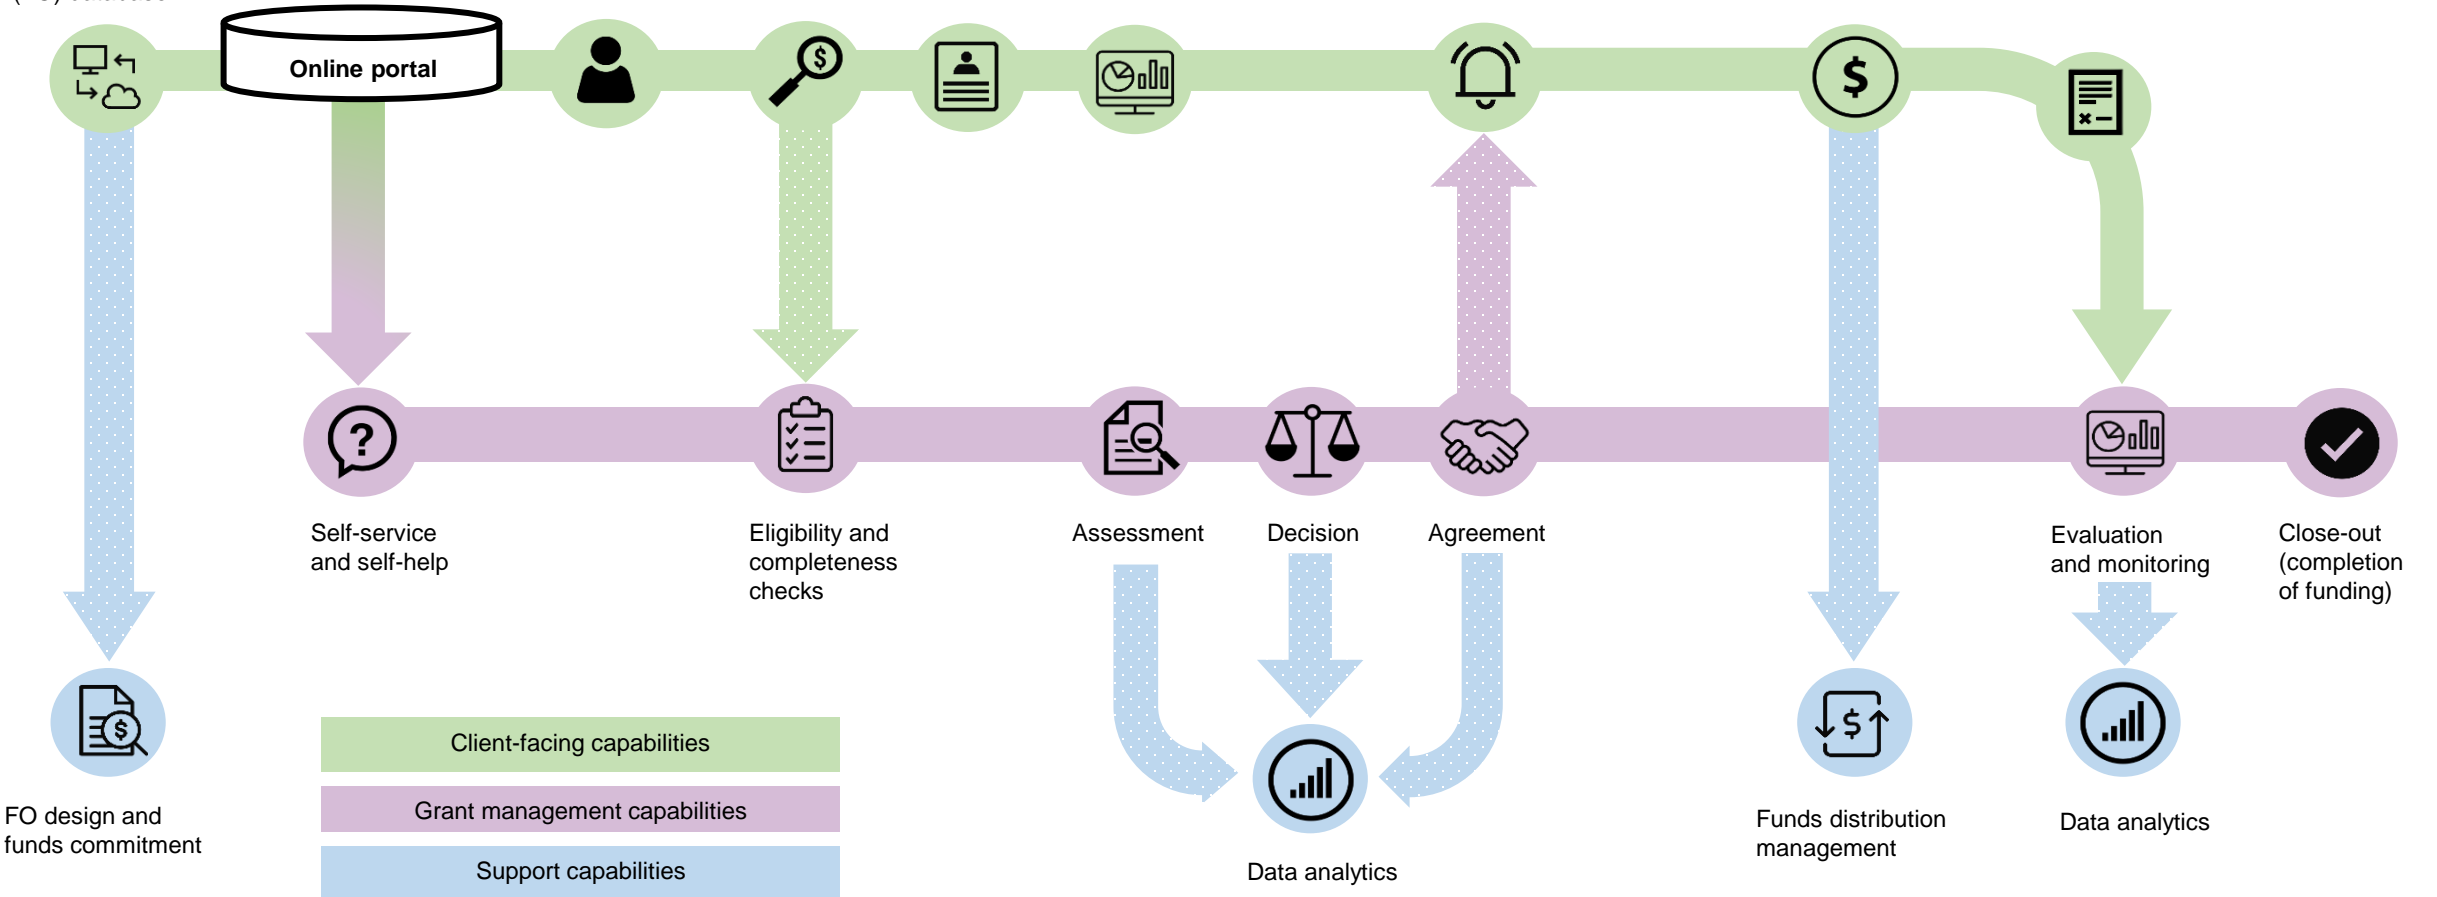 Online portal
Self-service
and self-help
Eligibility and
completeness
checks
Assessment
Decision
Agreement
Evaluation
and monitoring
Close-out
(completion
of funding)
FO design and
funds commitment
Client-facing capabilities
Grant management capabilities
Support capabilities
Data analytics
Funds distribution
management
Data analytics